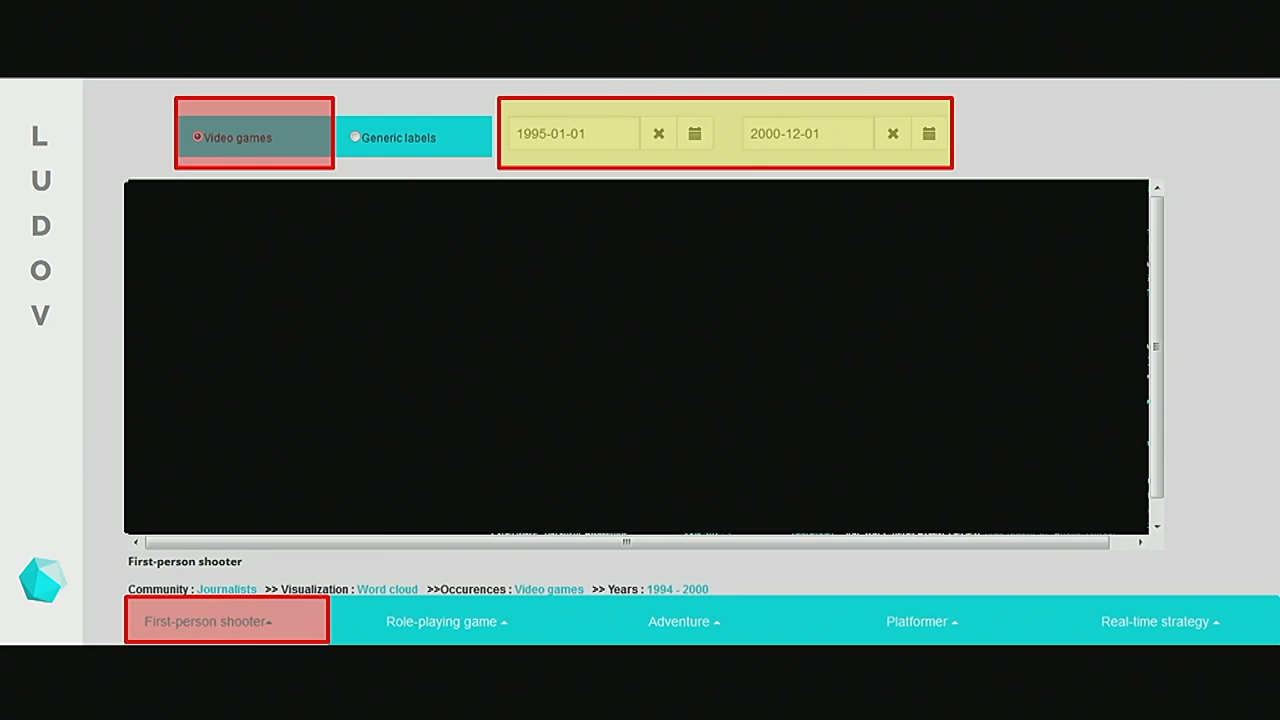 L
U
D
O
V
Video games
Generic labels
1995-01-01
2000-12-01
First-person shooter
Community : Journalists >> Visualization : Word cloud >>Occurences : Video games >> Years : 1994 - 2000
First-person shooter
Role-playing game
Adventure
Platformer
Real-time strategy